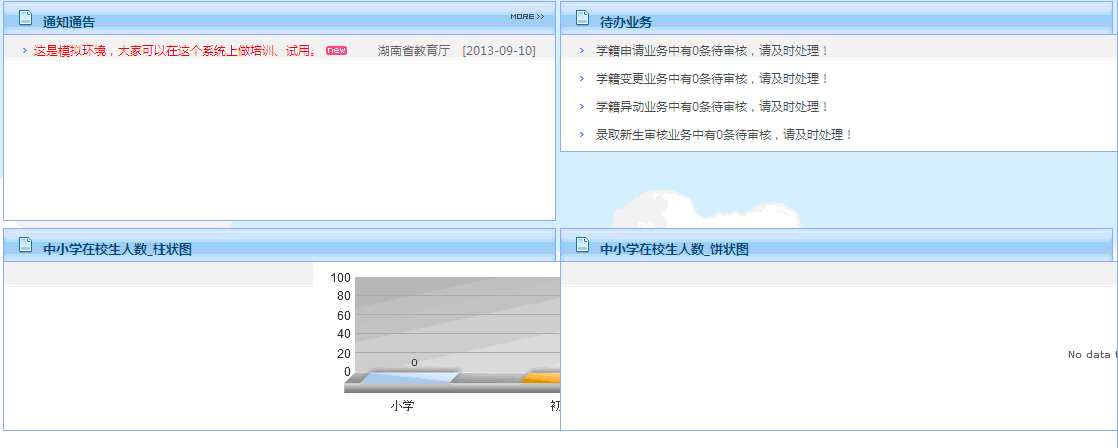 通知通告
MORE
这是模拟环境，大家可以在这个系统上做培训、试用。 new 湖南省教育厅 [2013-09-10]
待办业务
学籍申请业务中有0条待审核，请及时处理！
学籍变更业务中有0条待审核，请及时处理！
学籍异动业务中有0条待审核，请及时处理！
录取新生审核业务中有0条待审核，请及时处理！
中小学在校生人数_柱状图
100
80
60
40
20
0
0
小学
中小学在校生人数_饼状图
No data